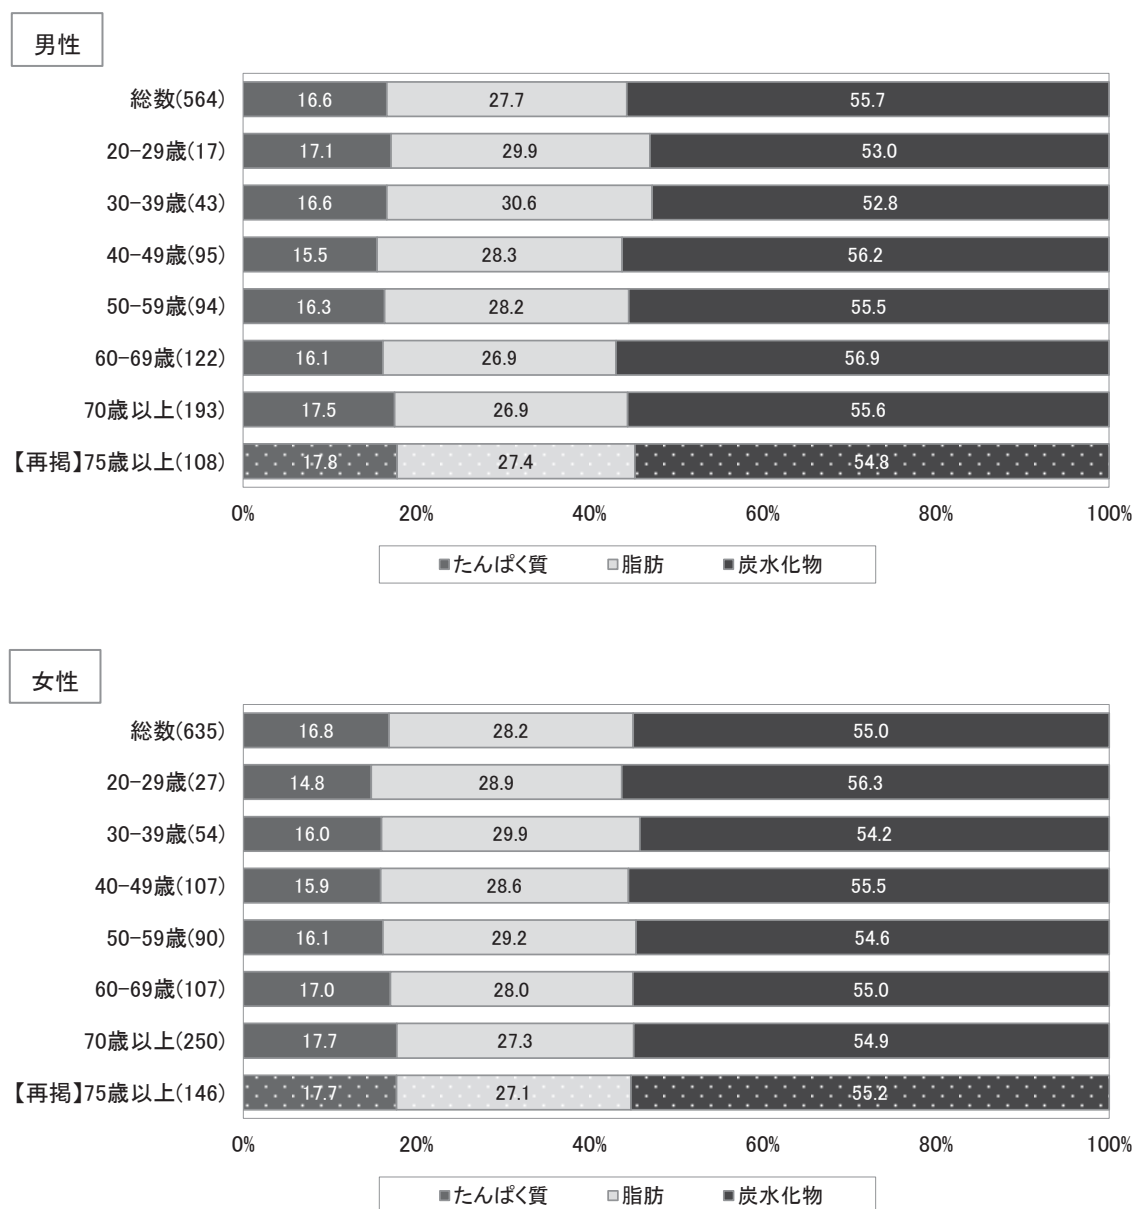 男性
総数(564) 16.6 27.7 55.7
20-29歳(17) 17.1 29.9 53.0
30-39歳(43) 16.6 30.6 52.8
40-49歳(95) 15.5 28.3 56.2
50-59歳(94) 16.3 28.2 55.5
60-69歳(122) 16.1 26.9 56.9
70歳以上(193) 17.5 26.9 55.6
【再掲】75歳以上(108) 17.8 27.4 54.8
0% 20% 40% 60% 80% 100%
■たんぱく質 □脂肪 ■炭水化物
女性
総数(635) 16.8 28.2 55.0
20-29歳(27) 14.8 28.9 56.3
30-39歳(54) 16.0 29.9 54.2
40-49歳(107) 15.9 28.6 55.5
50-59歳(90) 16.1 29.2 54.6
60-69歳(107) 17.0 28.0 55.0
70歳以上(250) 17.7 27.3 54.9
【再掲】75歳以上(146) 17.7 27.1 55.2
0% 20% 40% 60% 80% 100%
■たんぱく質 □脂肪 ■炭水化物